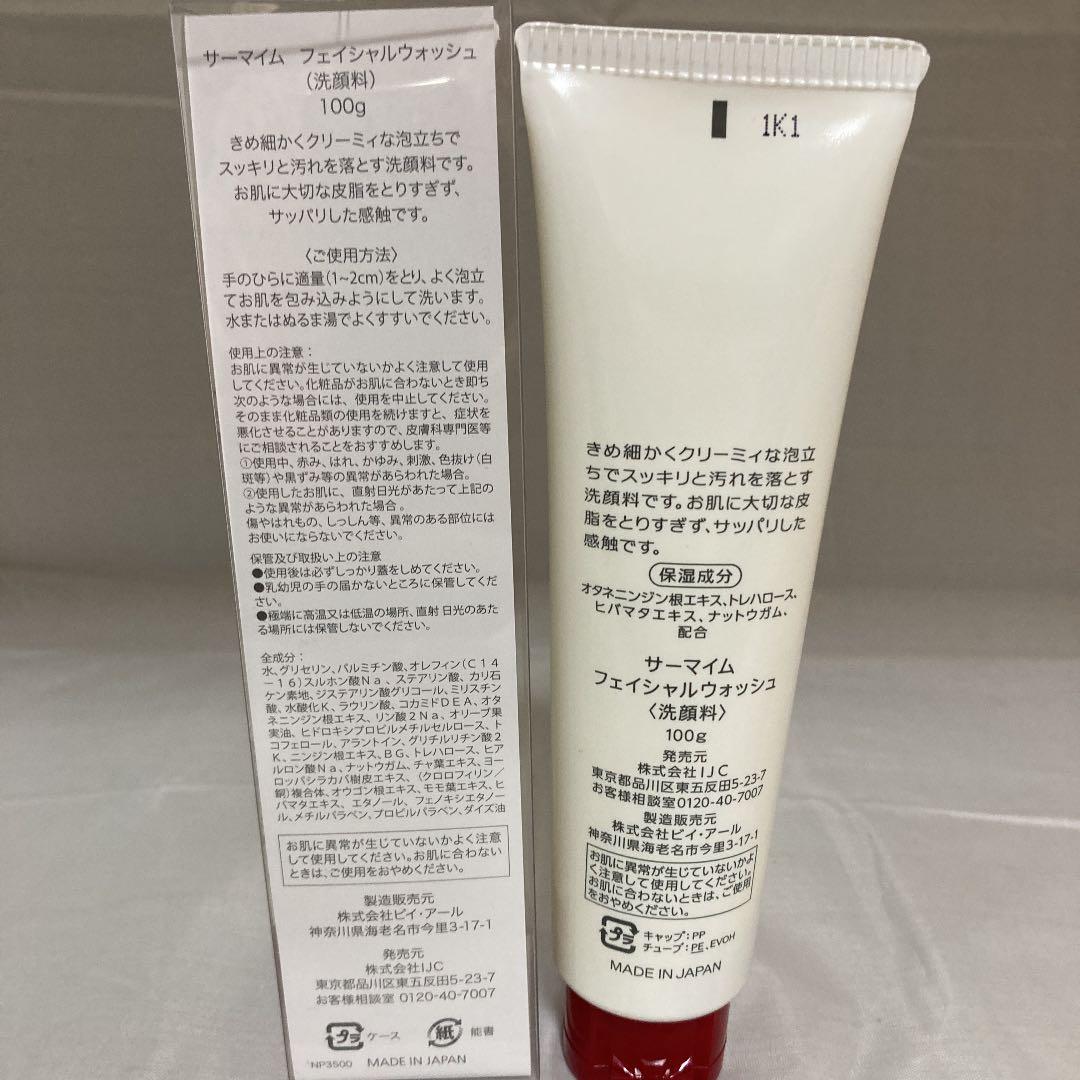 サーマイム フェイシャルウォッシュ
(洗顔料)
100g
きめ細かくクリーミィな泡立ちで
スッキリと汚れを落とす洗顔料です。
お肌に大切な皮脂をとりすぎず、
サッパリした感触です。
〈ご使用方法〉
手のひらに適量(1~2cm)をとり、よく泡立
てお肌を包み込みようにして洗います。
水またはぬるま湯でよくすすいでください。
使用上の注意：
お肌に異常が生じていないかよく注意して使用
してください。化粧品がお肌に合わないとき即ち
次のような場合には、使用を中止してください。
そのまま化粧品類の使用を続けますと、症状を
悪化させることがありますので、皮膚科専門医等
にご相談されることをおすすめします。
①使用中、赤み、はれ、かゆみ、刺激、色抜け(白
斑等)や黒ずみ等の異常があらわれた場合。
②使用したお肌に、直射日光があたって上記の
ような異常があらわれた場合。
傷やはれもの、しっしん等、異常のある部位には
お使いにならないでください。
保管及び取扱い上の注意
●使用後は必ずしっかり蓋をしめてください。
●乳幼児の手の届かないところに保管してくだ
さい。
●極端に高温又は低温の場所、直射日光のあた
る場所には保管しないでください。
全成分：
水、グリセリン、パルミチン酸、オレフィン(C14
－16)スルホン酸Na、ステアリン酸、カリ石
ケン素地、ジステアリン酸グリコール、ミリスチン
酸、水酸化K、ラウリン酸、コカミドDEA、オタ
ネニンジン根エキス、リン酸2Na、オリーブ果
実油、ヒドロキシプロピルメチルセルロース、ト
コフェロール、アラントイン、グリチルリチン酸2
K、ニンジン根エキス、BG、トレハロース、ヒア
ルロン酸Na、ナットウガム、チャ葉エキス、ヨー
ロッパシラカバ樹皮エキス、(クロロフィリン/
銅)複合体、オウゴン根エキス、モモ葉エキス、ヒ
バマタエキス、エタノール、フェノキシエタノー
ル、メチルパラベン、プロピルパラベン、ダイズ油
お肌に異常が生じていないかよく注意
して使用してください。お肌に合わない
ときは、ご使用をおやめください。
製造販売元
株式会社ビイ・アール
神奈川県海老名市今里3-17-1
発売元
株式会社IJC
東京都品川区東五反田5-23-7
お客様相談室 0120-40-7007
プラ ケース 紙 能書
NP3500 MADE IN JAPAN
1K1
きめ細かくクリーミィな泡立
ちでスッキリと汚れを落とす
洗顔料です。お肌に大切な皮
脂をとりすぎず、サッパリした
感触です。
保湿成分
オタネニンジン根エキス、トレハロース、
ヒバマタエキス、ナットウガム、
配合
サーマイム
フェイシャルウォッシュ
〈洗顔料〉
100g
発売元
株式会社IJC
東京都品川区東五反田5-23-7
お客様相談室0120-40-7007
製造販売元
株式会社ビイ・アール
神奈川県海老名市今里3-17-1
お肌に異常が生じていないかよ
く注意して使用してください。
お肌に合わないときは、ご使用
をおやめください。
プラ キャップ：PP
チューブ：PE、EVOH
MADE IN JAPAN